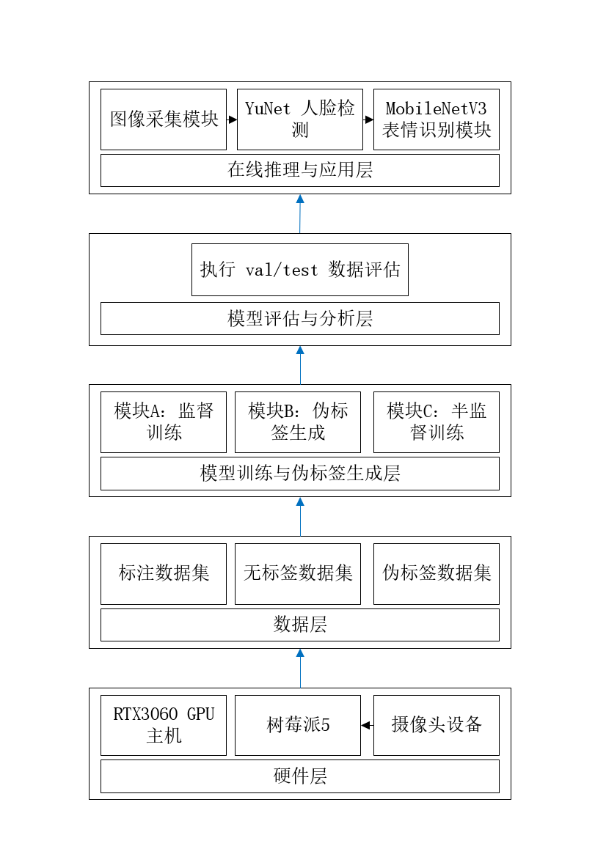 图像采集模块
YuNet 人脸检
测
MobileNetV3
表情识别模块
在线推理与应用层
执行 val/test 数据评估
模型评估与分析层
模块A: 监督
训练
模块B: 伪标
签生成
模块C: 半监
督训练
模型训练与伪标签生成层
标注数据集
无标签数据集
伪标签数据集
数据层
RTX3060 GPU
主机
树莓派5
摄像头设备
硬件层